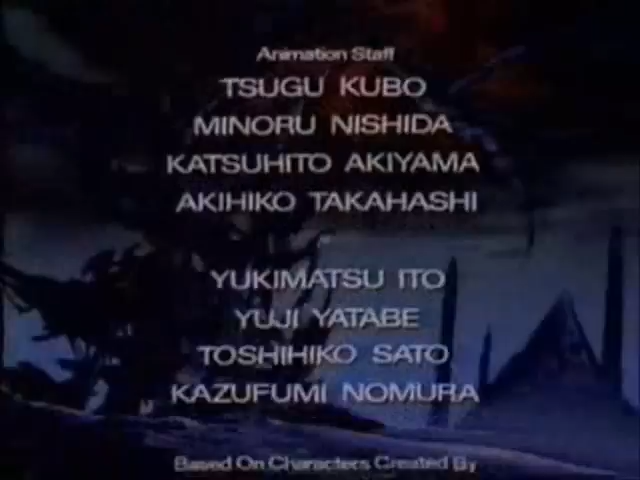 Animation Staff
TSUGU KUBO
MINORU NISHIDA
KATSUHITO AKIYAMA
AKIHIKO TAKAHASHI
YUKIMATSU ITO
YUJI YATABE
TOSHIHIKO SATO
KAZUFUMI NOMURA
Based On Characters Created By